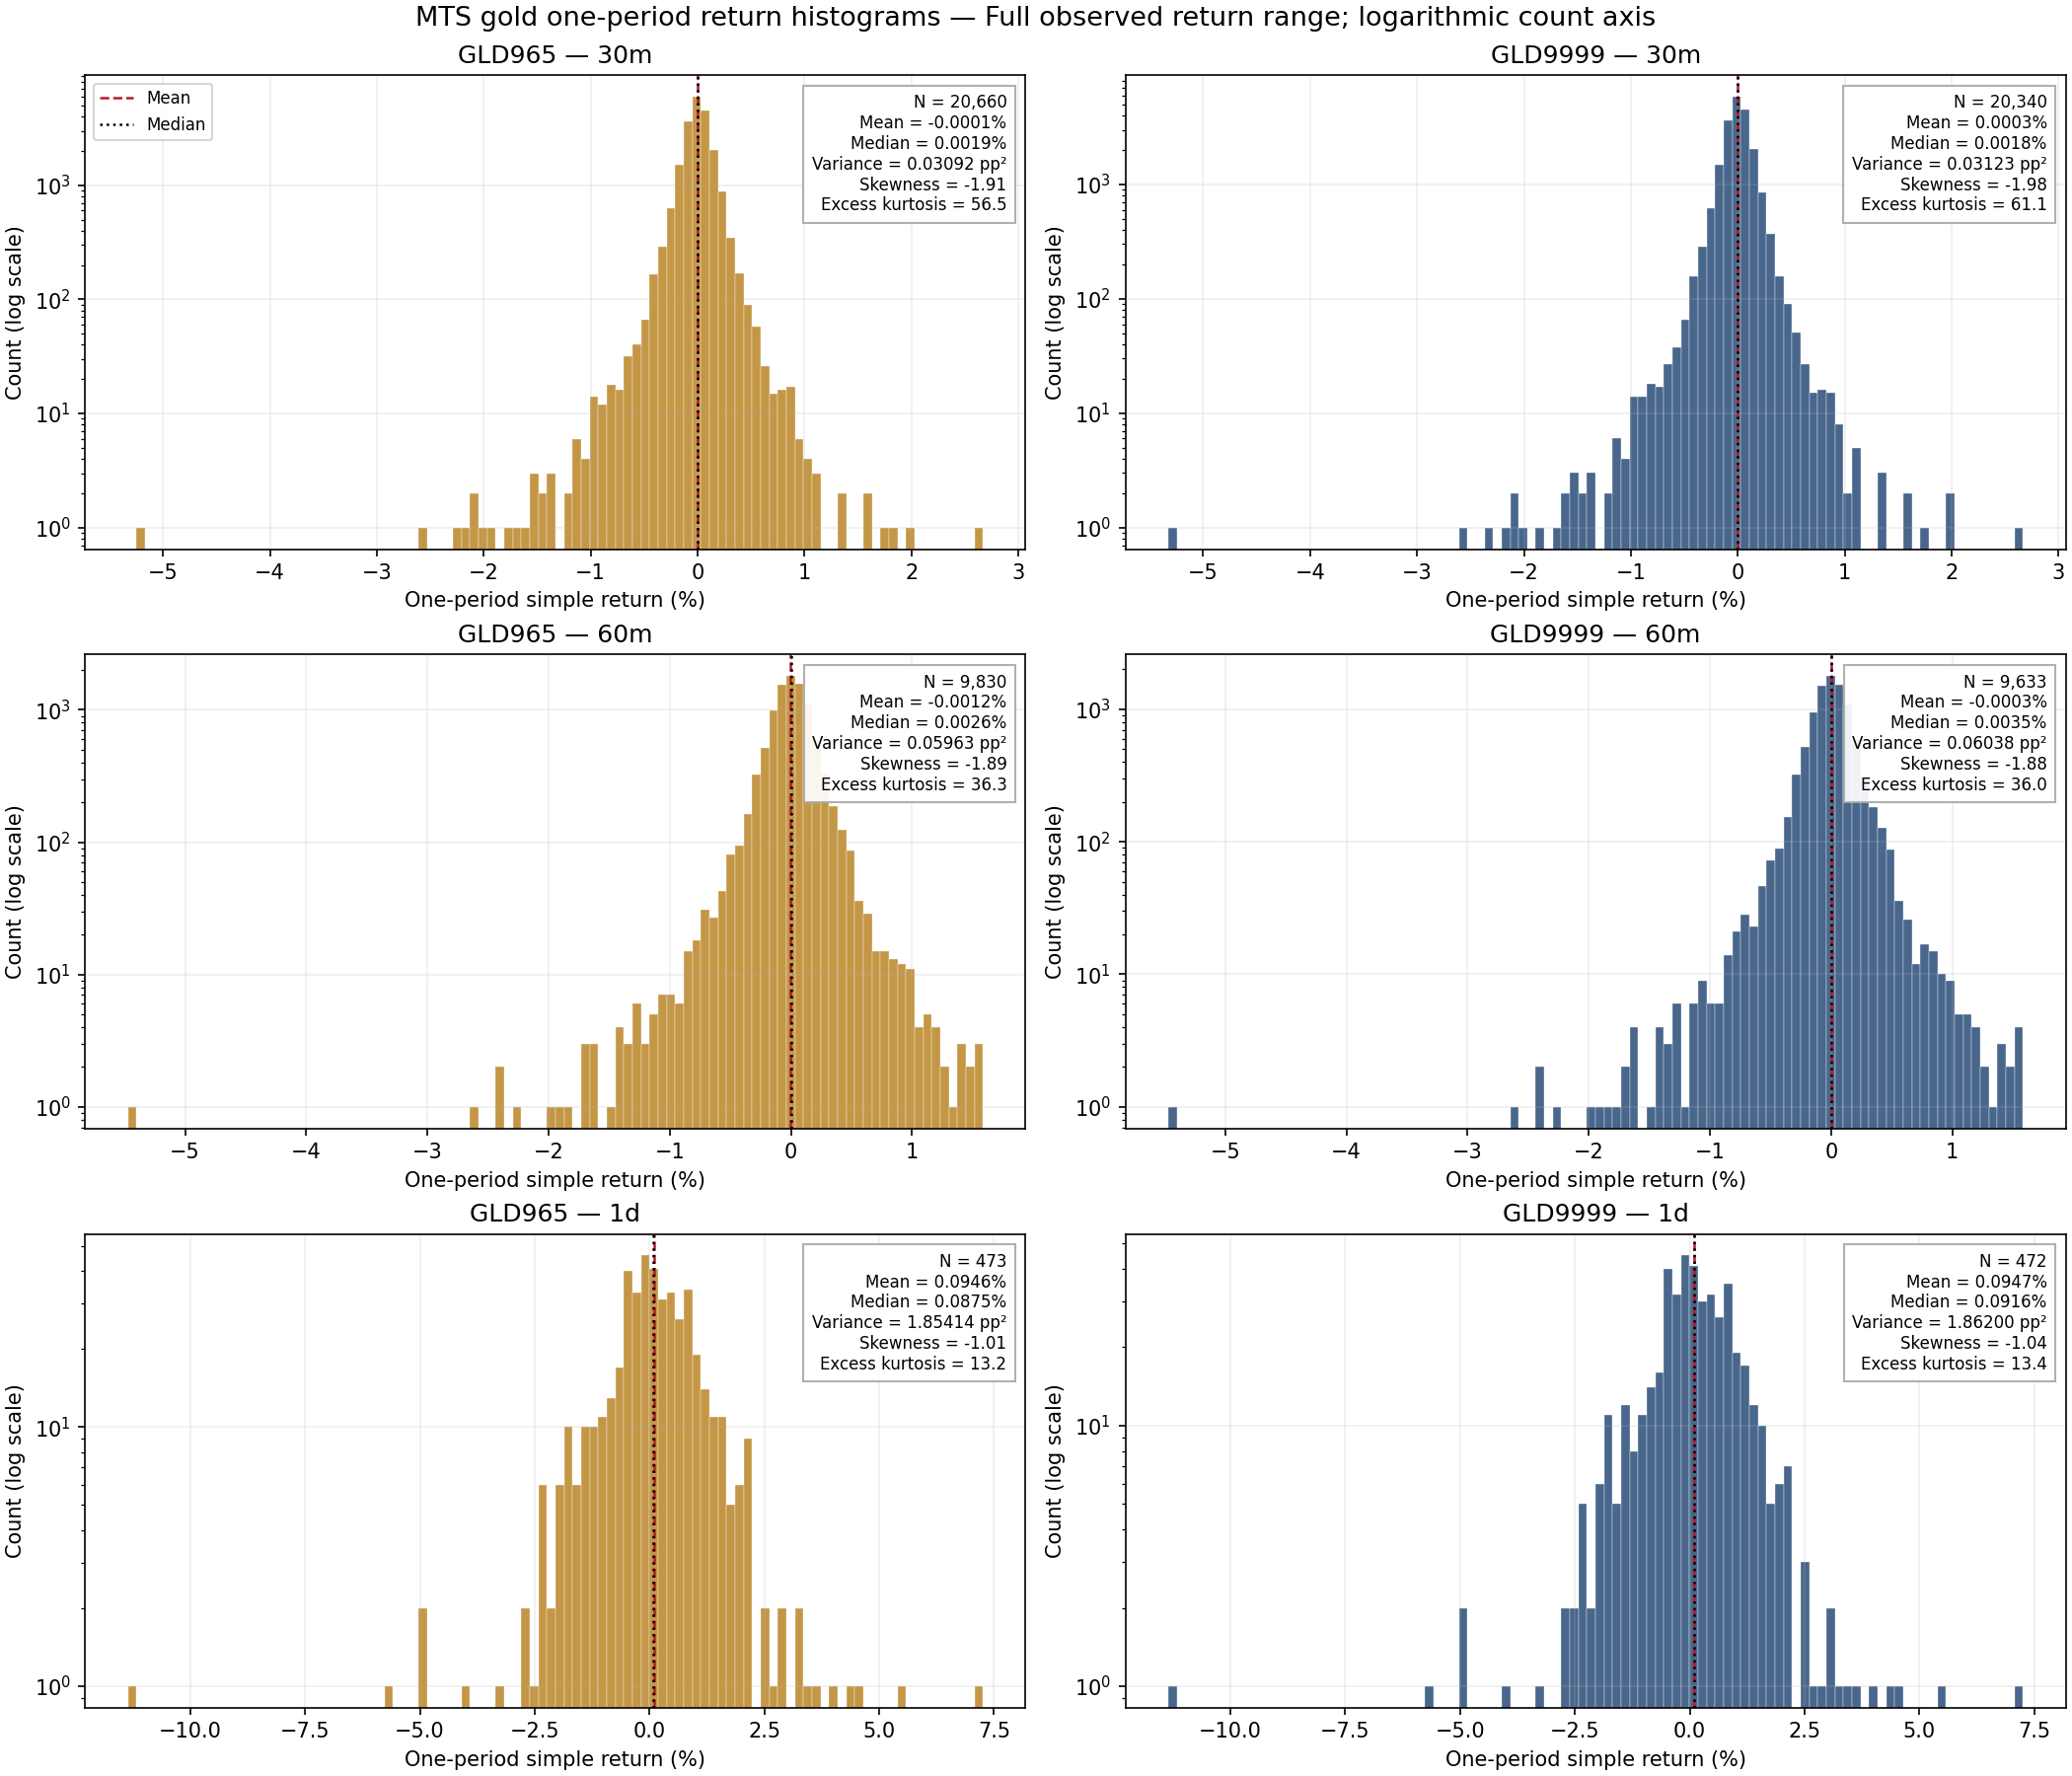 MTS gold one-period return histograms — Full observed return range; logarithmic count axis
GLD965 — 30m
Mean
Median
N = 20,660
Mean = -0.0001%
Median = 0.0019%
Variance = 0.03092 pp²
Skewness = -1.91
Excess kurtosis = 56.5
Count (log scale)
10³
10²
10¹
10⁰
−5 −4 −3 −2 −1 0 1 2 3
One-period simple return (%)
GLD9999 — 30m
N = 20,340
Mean = 0.0003%
Median = 0.0018%
Variance = 0.03123 pp²
Skewness = -1.98
Excess kurtosis = 61.1
Count (log scale)
10³
10²
10¹
10⁰
−5 −4 −3 −2 −1 0 1 2 3
One-period simple return (%)
GLD965 — 60m
N = 9,830
Mean = -0.0012%
Median = 0.0026%
Variance = 0.05963 pp²
Skewness = -1.89
Excess kurtosis = 36.3
Count (log scale)
10³
10²
10¹
10⁰
−5 −4 −3 −2 −1 0 1
One-period simple return (%)
GLD9999 — 60m
N = 9,633
Mean = -0.0003%
Median = 0.0035%
Variance = 0.06038 pp²
Skewness = -1.88
Excess kurtosis = 36.0
Count (log scale)
10³
10²
10¹
10⁰
−5 −4 −3 −2 −1 0 1
One-period simple return (%)
GLD965 — 1d
N = 473
Mean = 0.0946%
Median = 0.0875%
Variance = 1.85414 pp²
Skewness = -1.01
Excess kurtosis = 13.2
Count (log scale)
10¹
10⁰
−10.0 −7.5 −5.0 −2.5 0.0 2.5 5.0 7.5
One-period simple return (%)
GLD9999 — 1d
N = 472
Mean = 0.0947%
Median = 0.0916%
Variance = 1.86200 pp²
Skewness = -1.04
Excess kurtosis = 13.4
Count (log scale)
10¹
10⁰
−10.0 −7.5 −5.0 −2.5 0.0 2.5 5.0 7.5
One-period simple return (%)